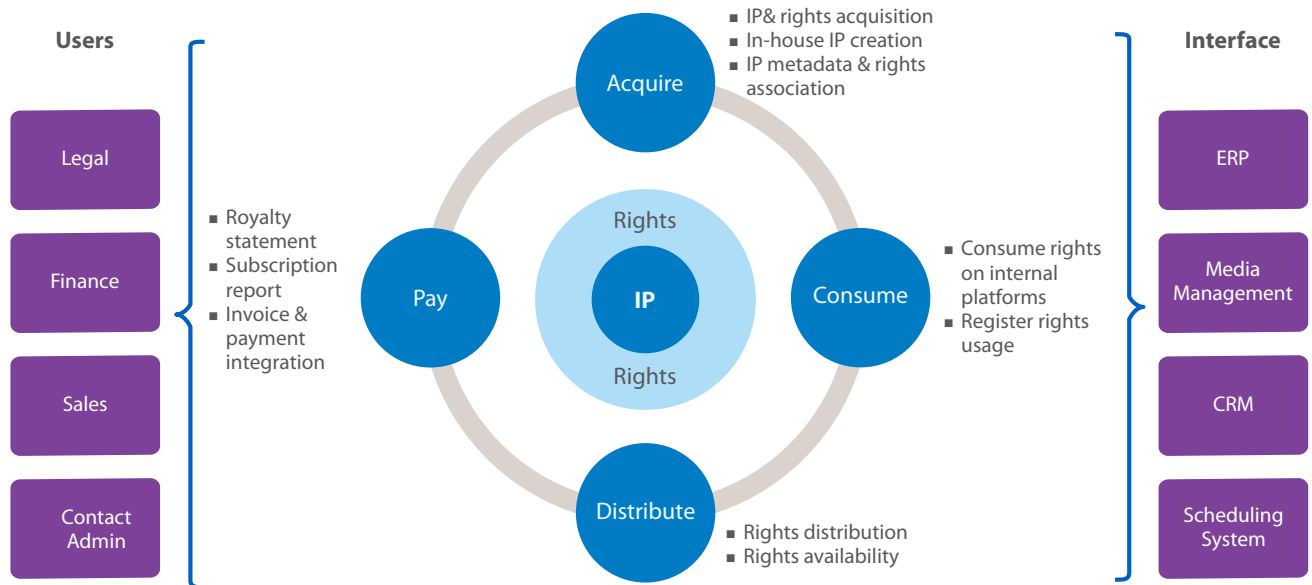 Users
Legal
Finance
Sales
Contact
Admin
▪ Royalty
statement
▪ Subscription
report
▪ Invoice &
payment
integration
Acquire
▪ IP& rights acquisition
▪ In-house IP creation
▪ IP metadata & rights
association
Pay
Rights
IP
Rights
Consume
▪ Consume rights
on internal
platforms
▪ Register rights
usage
Distribute
▪ Rights distribution
▪ Rights availability
Interface
ERP
Media
Management
CRM
Scheduling
System